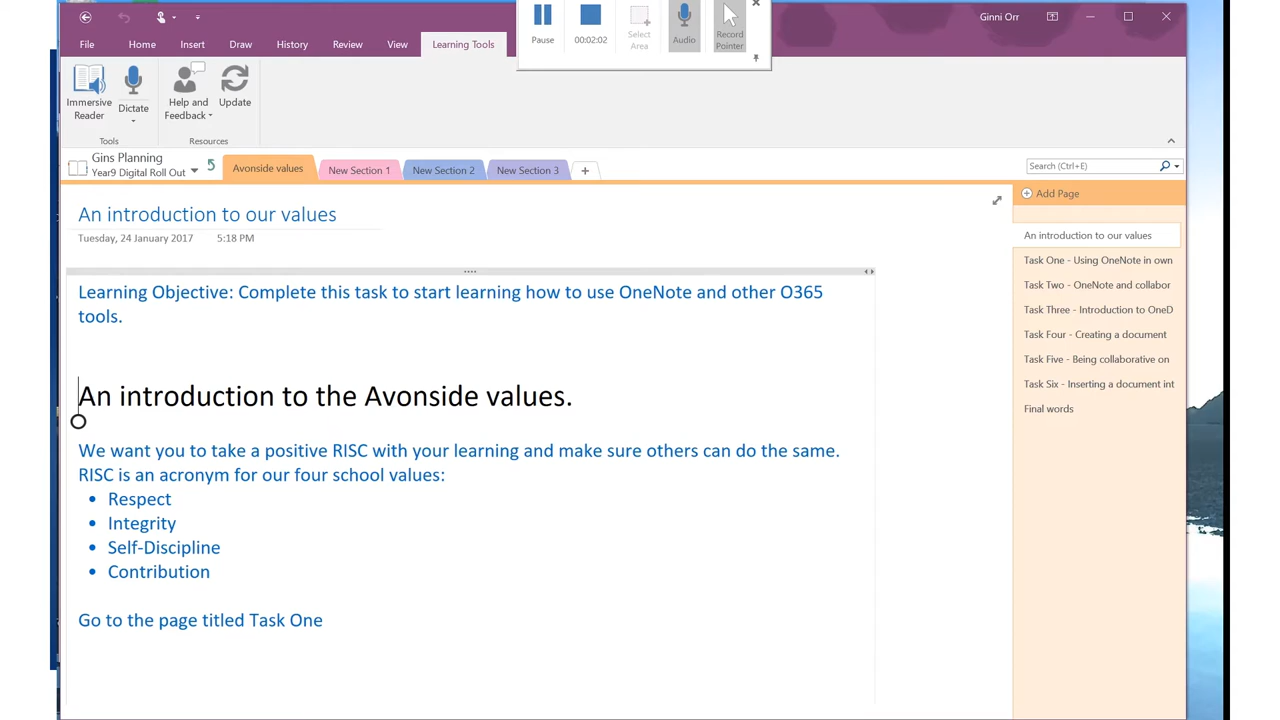 Ginni Orr
Pause
00:02:02
Select Area
Audio
Record Pointer
File Home Insert Draw History Review View Learning Tools
Immersive Reader
Dictate
Help and Feedback
Update
Tools
Resources
Gins Planning
Year9 Digital Roll Out
Avonside values
New Section 1
New Section 2
New Section 3
Search (Ctrl+E)
An introduction to our values
Tuesday, 24 January 2017 5:18 PM
Learning Objective: Complete this task to start learning how to use OneNote and other O365
tools.
An introduction to the Avonside values.
We want you to take a positive RISC with your learning and make sure others can do the same.
RISC is an acronym for our four school values:
• Respect
• Integrity
• Self-Discipline
• Contribution
Go to the page titled Task One
Add Page
An introduction to our values
Task One - Using OneNote in own
Task Two - OneNote and collabor
Task Three - Introduction to OneD
Task Four - Creating a document
Task Five - Being collaborative on
Task Six - Inserting a document int
Final words